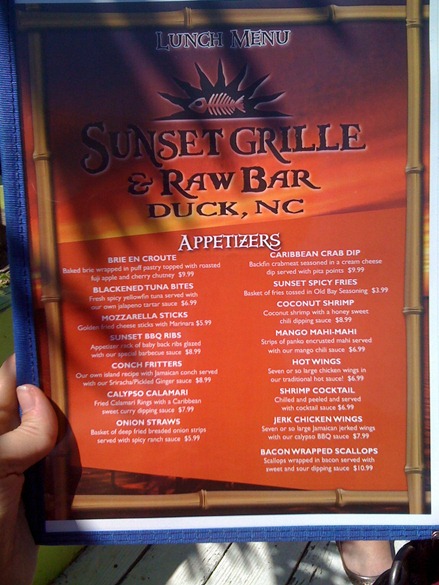 LUNCH MENU
SUNSET GRILLE
& RAW BAR
DUCK, NC
APPETIZERS
BRIE EN CROUTE
Baked brie wrapped in puff pastry topped with roasted
fuji apple and cherry chutney $9.99
BLACKENED TUNA BITES
Fresh spicy yellowfin tuna served with
our own jalapeno tartar sauce $6.99
MOZZARELLA STICKS
Golden fried cheese sticks with Marinara $5.99
SUNSET BBQ RIBS
Appetizer rack of baby back ribs glazed
with our special barbecue sauce $8.99
CONCH FRITTERS
Our own island recipe with Jamaican conch served
with our Sriracha/Pickled Ginger sauce $8.99
CALYPSO CALAMARI
Fried Calamari Rings with a Caribbean
sweet curry dipping sauce $7.99
ONION STRAWS
Basket of deep fried breaded onion strips
served with spicy ranch sauce $5.99
CARIBBEAN CRAB DIP
Backfin crabmeat seasoned in a cream cheese
dip served with pita points $9.99
SUNSET SPICY FRIES
Basket of fries tossed in Old Bay Seasoning $3.99
COCONUT SHRIMP
Coconut shrimp with a honey sweet
chili dipping sauce $8.99
MANGO MAHI-MAHI
Strips of panko encrusted mahi served
with our mango chili sauce $6.99
HOT WINGS
Seven or so large chicken wings in
our traditional hot sauce! $6.99
SHRIMP COCKTAIL
Chilled and peeled and served
with cocktail sauce $6.99
JERK CHICKEN WINGS
Seven or so large Jamaican jerked wings
with our calypso BBQ sauce $7.99
BACON WRAPPED SCALLOPS
Scallops wrapped in bacon served with
sweet and sour dipping sauce $10.99